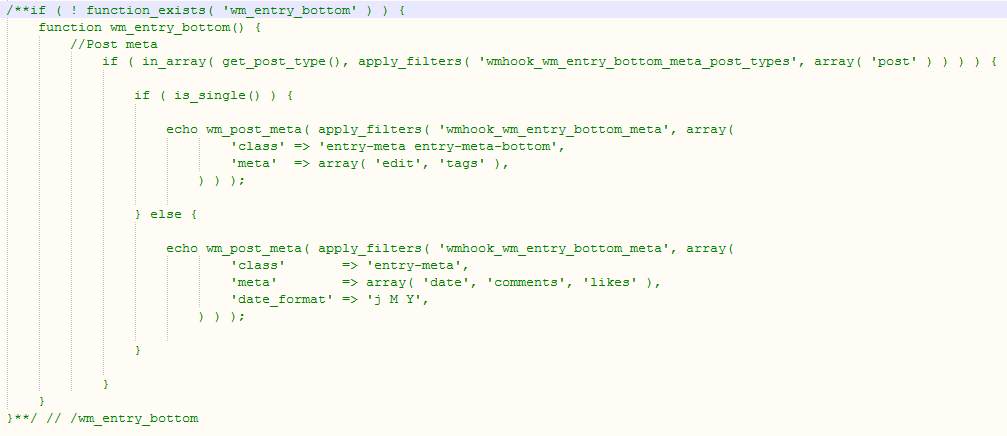 /**if ( ! function_exists( 'wm_entry_bottom' ) ) {
function wm_entry_bottom() {
//Post meta
if ( in_array( get_post_type(), apply_filters( 'wmhook_wm_entry_bottom_meta_post_types', array( 'post' ) ) ) ) {
if ( is_single() ) {
echo wm_post_meta( apply_filters( 'wmhook_wm_entry_bottom_meta', array(
'class' => 'entry-meta entry-meta-bottom',
'meta'  => array( 'edit', 'tags' ),
) ) );
} else {
echo wm_post_meta( apply_filters( 'wmhook_wm_entry_bottom_meta', array(
'class'       => 'entry-meta',
'meta'        => array( 'date', 'comments', 'likes' ),
'date_format' => 'j M Y',
) ) );
}
}
}
}**/ // /wm_entry_bottom